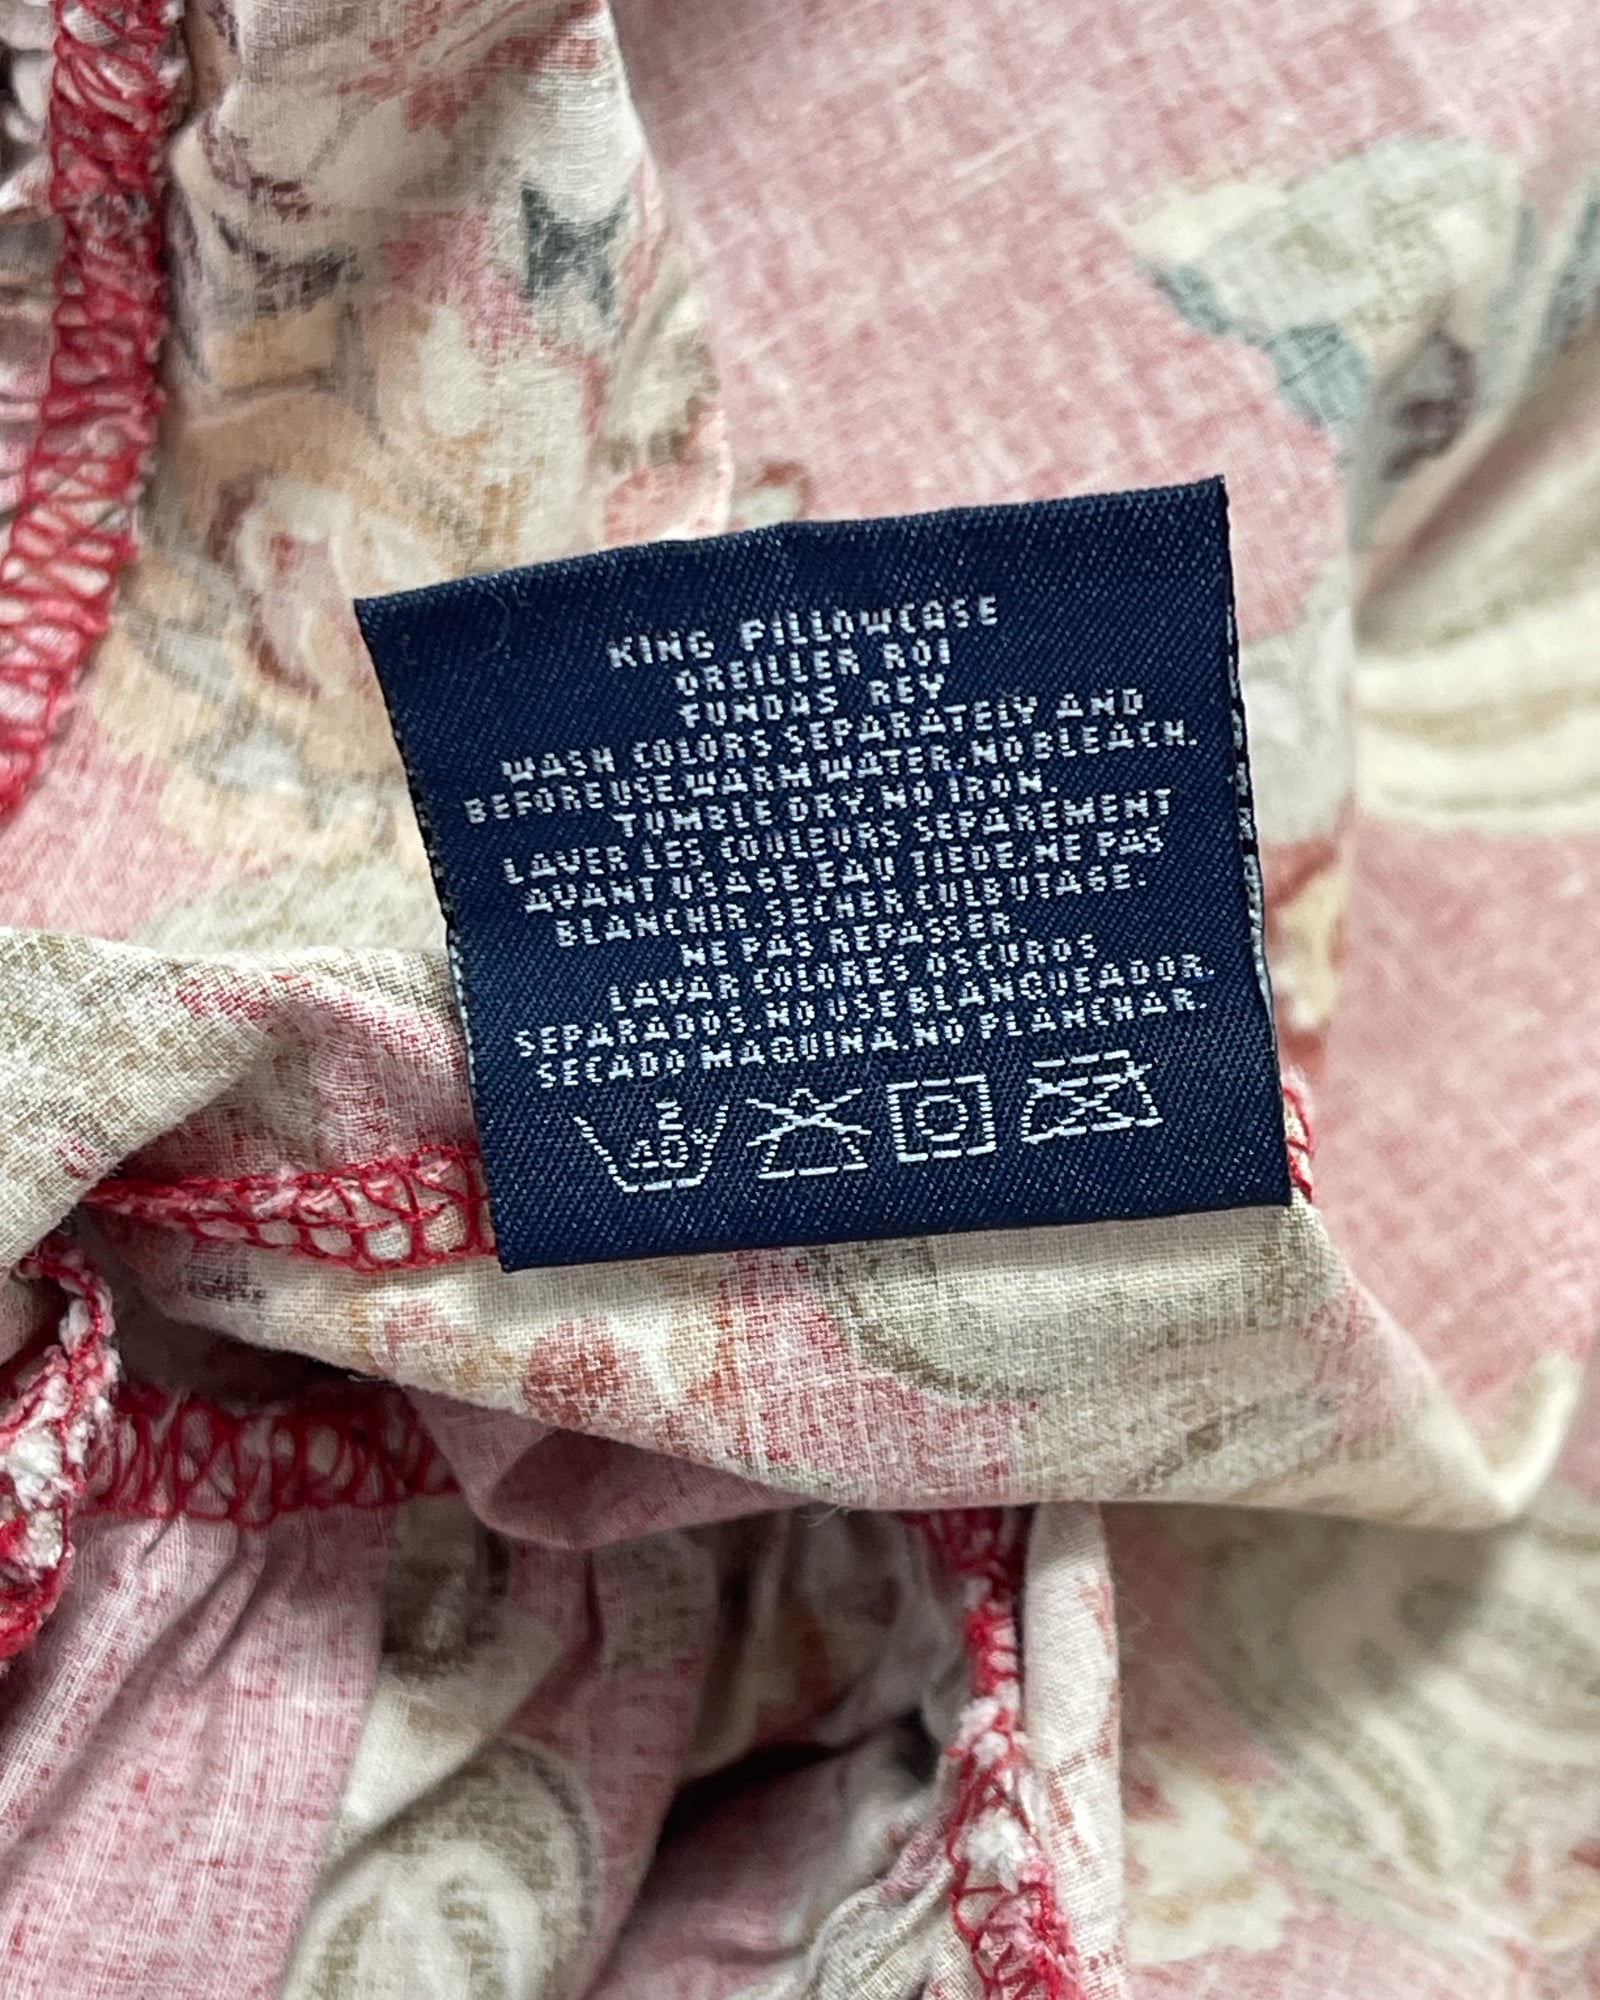 KING PILLOWCASE
OREILLER ROI
FUNDAS REY
WASH COLORS SEPARATELY AND
BEFORE USE.WARM WATER.NO BLEACH.
TUMBLE DRY.NO IRON.
LAVER LES COULEURS SEPAREMENT
AVANT USAGE.EAU TIEDE.NE PAS
BLANCHIR.SECHER CULBUTAGE.
NE PAS REPASSER.
LAVAR COLORES OSCUROS
SEPARADOS.NO USE BLANQUEADOR.
SECADO MAQUINA.NO PLANCHAR.
40